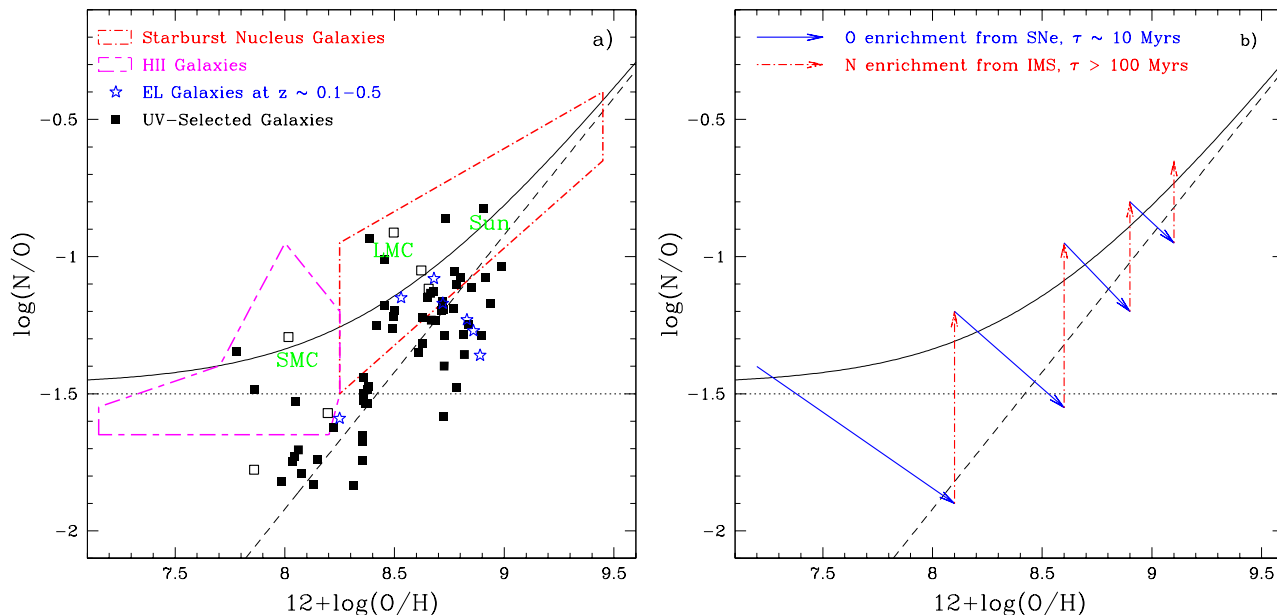 Starburst Nucleus Galaxies
a)
HII Galaxies
EL Galaxies at z ~ 0.1−0.5
UV−Selected Galaxies
Sun
LMC
SMC
−0.5
−1
−1.5
−2
log(N/O)
7.5 8 8.5 9 9.5
12+log(O/H)
O enrichment from SNe, τ ~ 10 Myrs
b)
N enrichment from IMS, τ > 100 Myrs
−0.5
−1
−1.5
−2
log(N/O)
7.5 8 8.5 9 9.5
12+log(O/H)